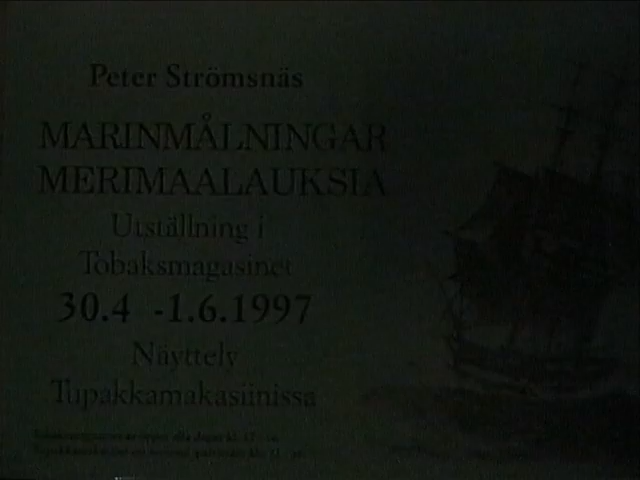 Peter Strömsnäs
MARINMÅLNINGAR
MERIMAALAUKSIA
Utställning i
Tobaksmagasinet
30.4 -1.6.1997
Näyttely
Tupakkamakasiinissa